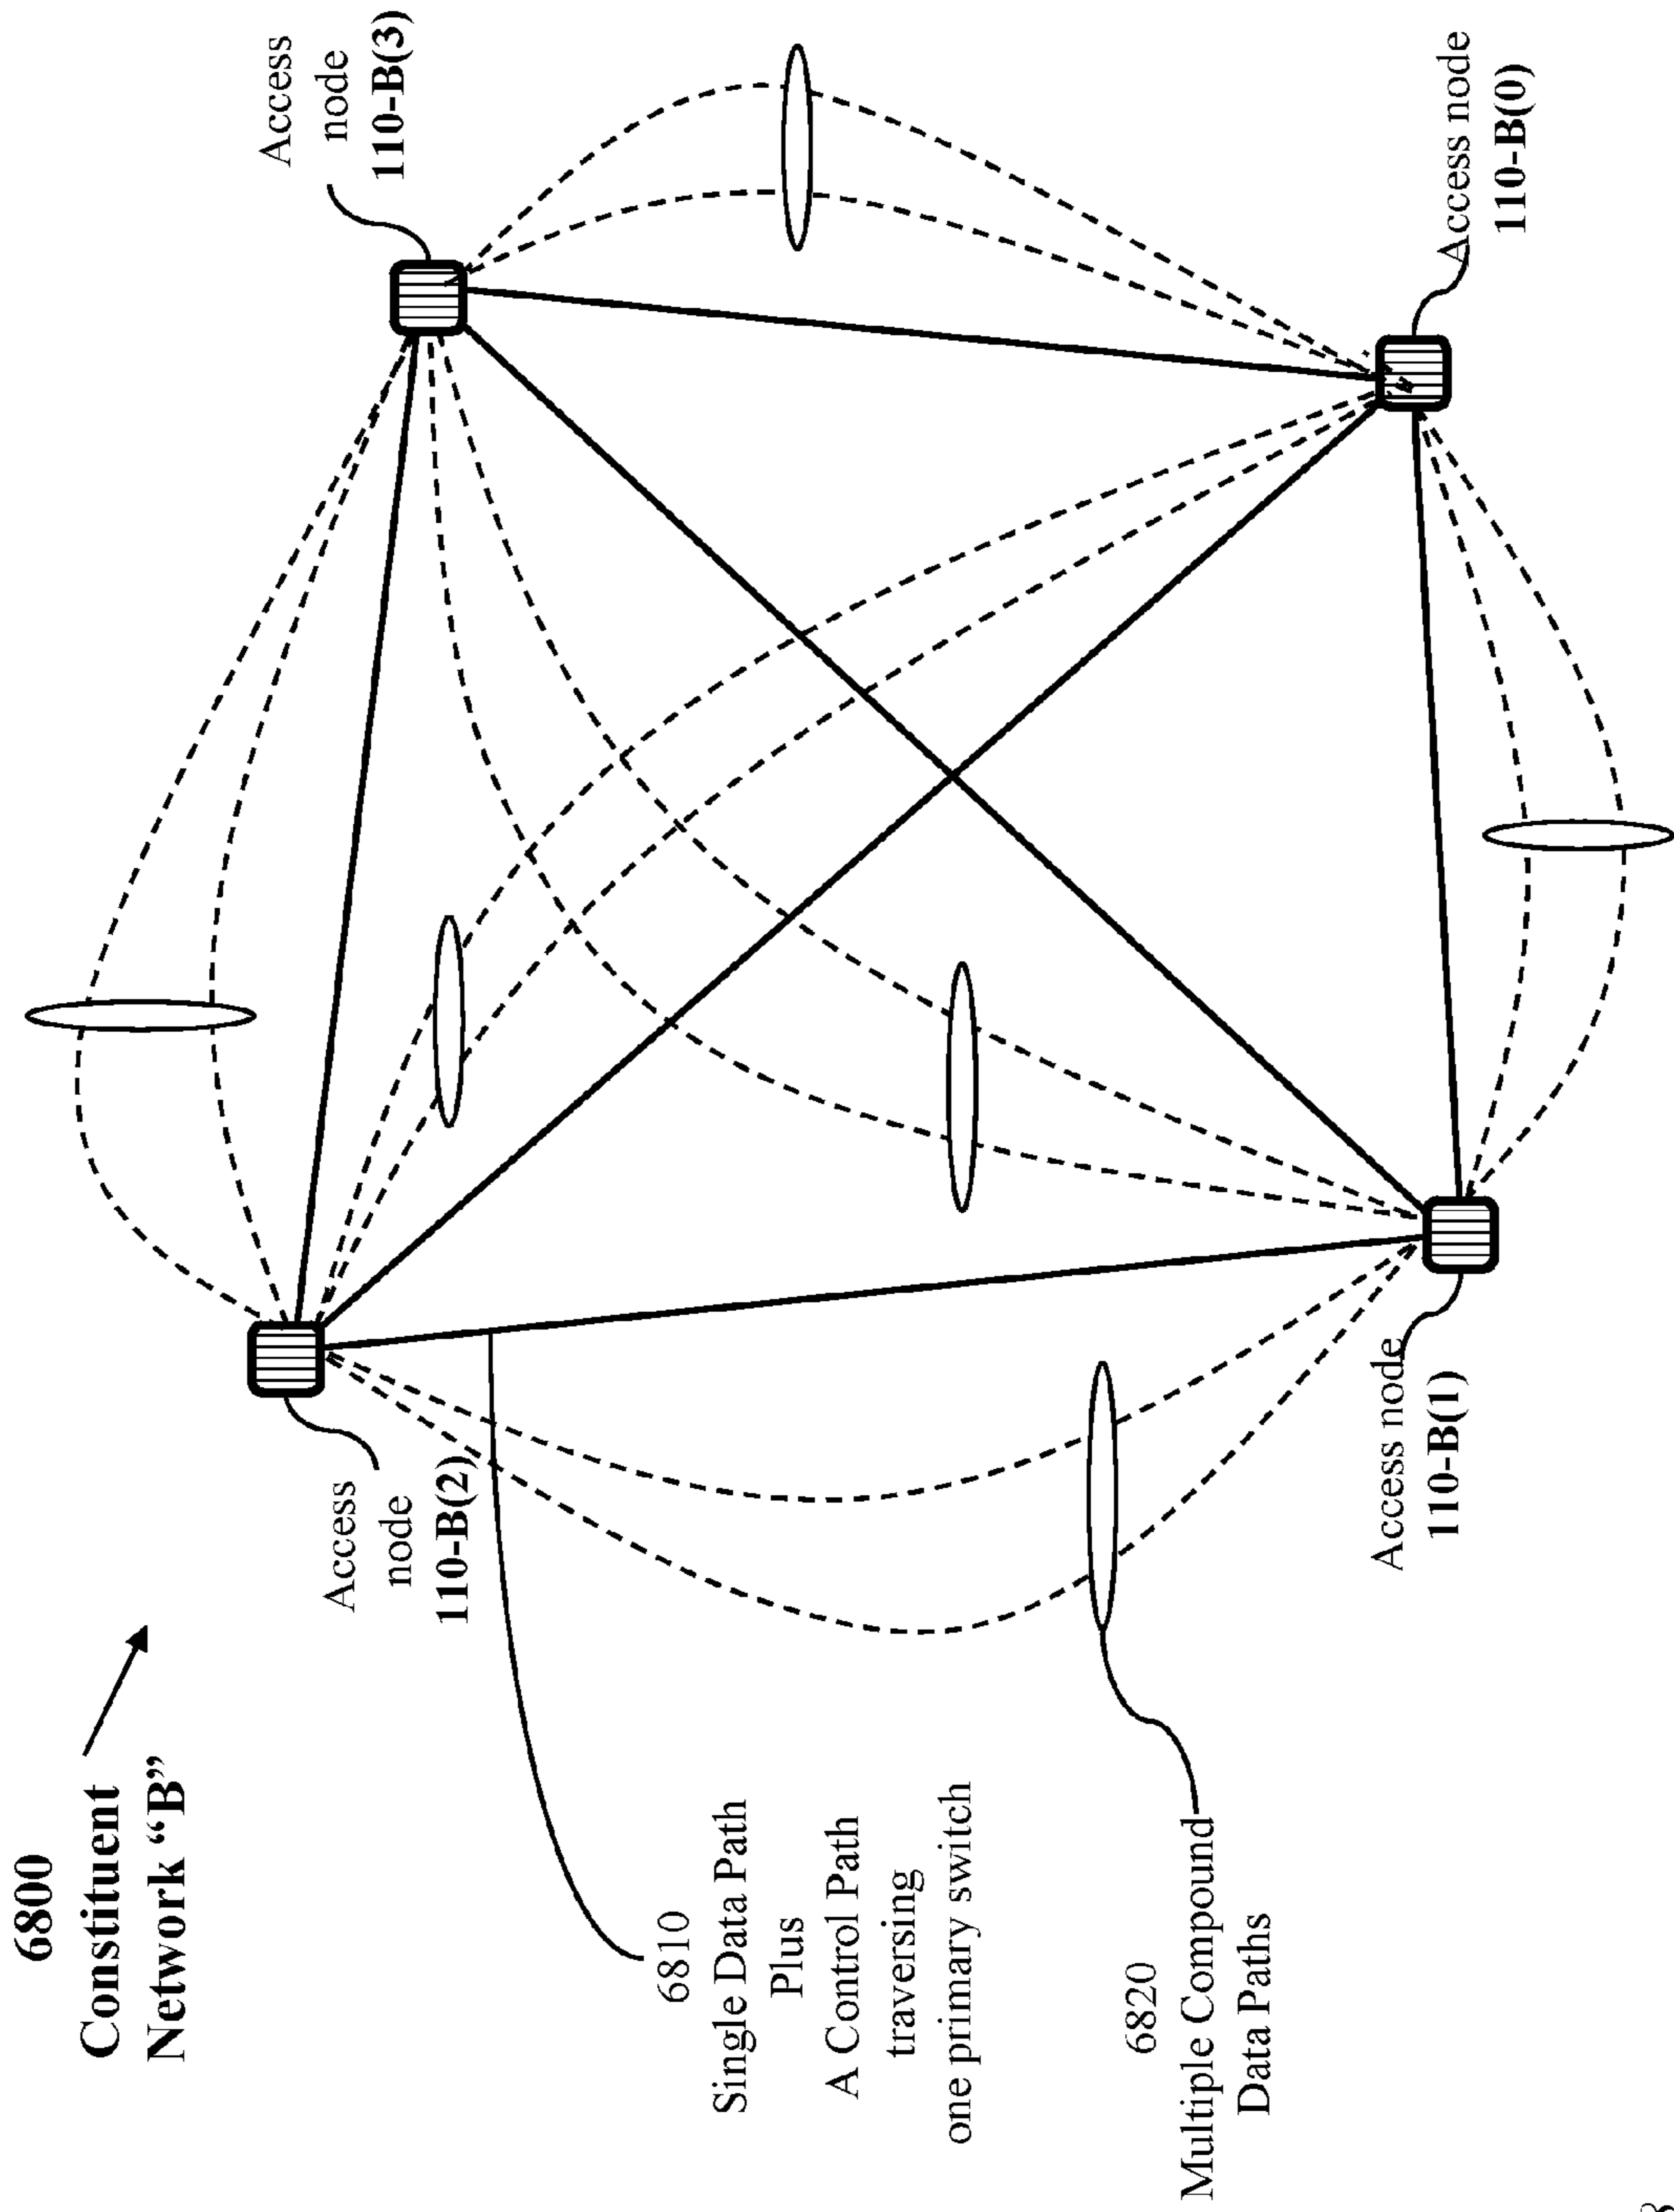 6800
Constituent
Network “B”
Access
node
110-B(2)
Access
node
110-B(3)
6810
Single Data Path
Plus
A Control Path
traversing
one primary switch
6820
Multiple Compound
Data Paths
Access node
110-B(1)
Access node
110-B(0)